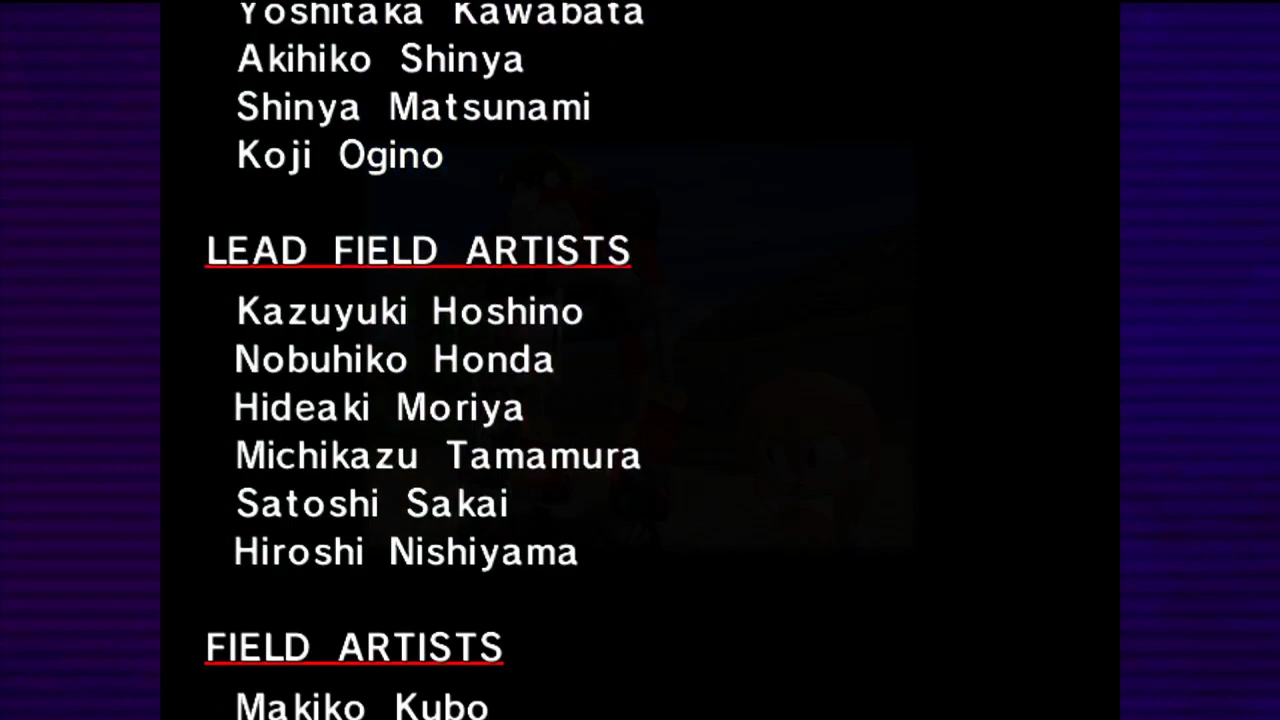 Yoshitaka Kawabata
Akihiko Shinya
Shinya Matsunami
Koji Ogino
LEAD FIELD ARTISTS
Kazuyuki Hoshino
Nobuhiko Honda
Hideaki Moriya
Michikazu Tamamura
Satoshi Sakai
Hiroshi Nishiyama
FIELD ARTISTS
Makiko Kubo